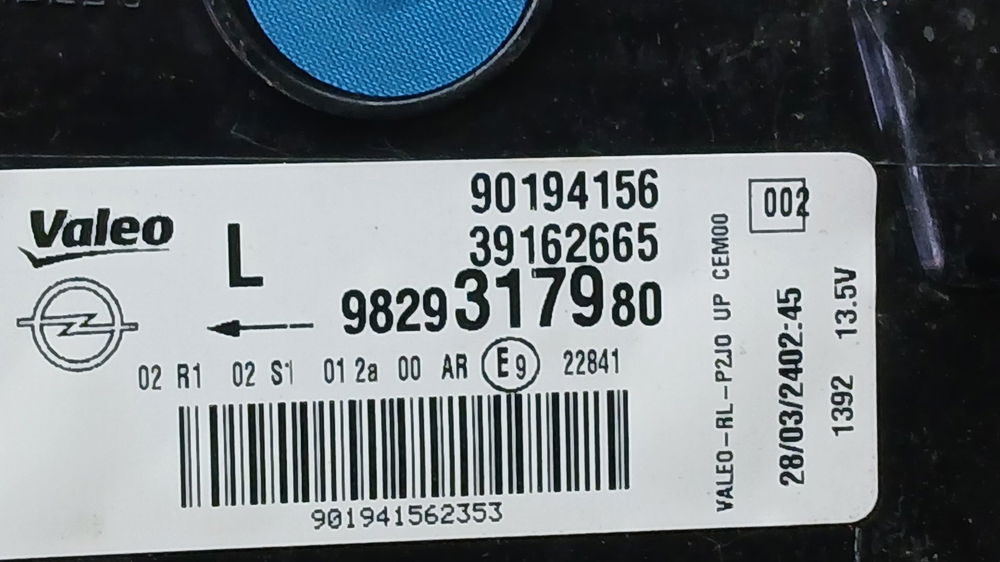 Valeo
L
90194156
39162665
9829317980
02 R1 02 S1 01 2a 00 AR E9 22841
901941562353
VALEO-RL-P2JO UP CEM00
002
28/03/2402:45
1392 13.5V